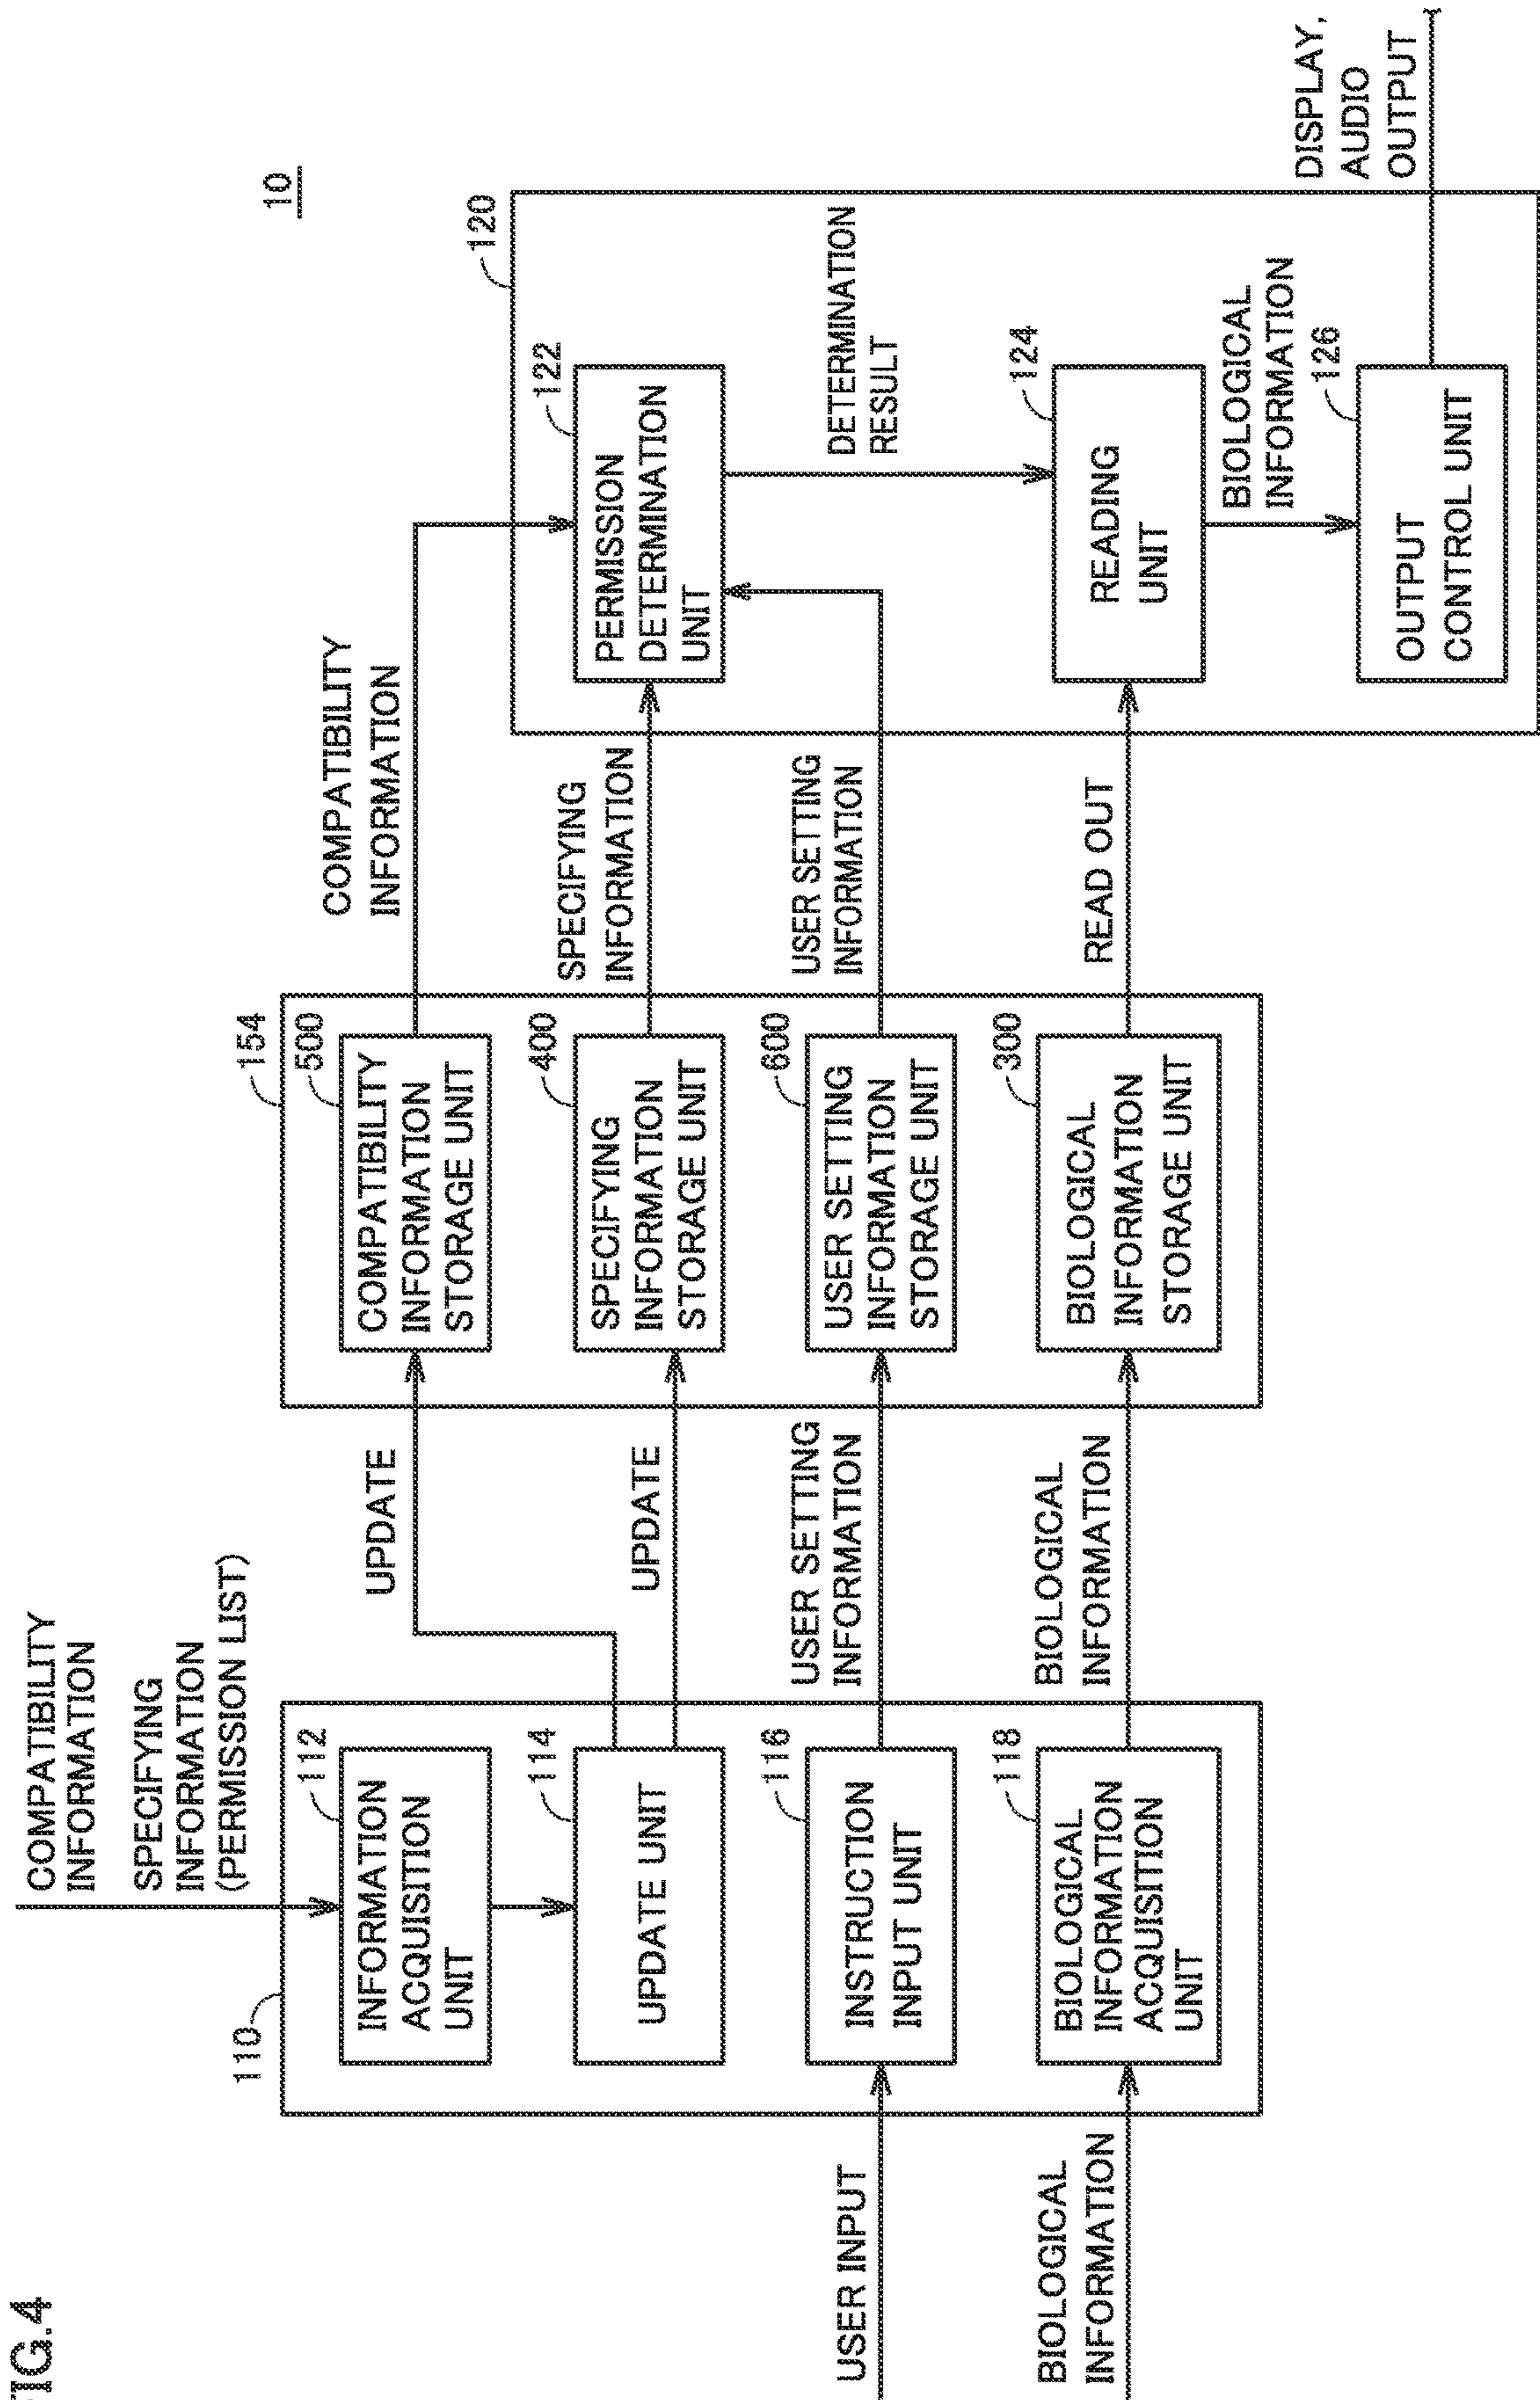 FIG.4
10
COMPATIBILITY
INFORMATION
SPECIFYING
INFORMATION
(PERMISSION LIST)
110
112
INFORMATION
ACQUISITION
UNIT
114
UPDATE UNIT
116
INSTRUCTION
INPUT UNIT
118
BIOLOGICAL
INFORMATION
ACQUISITION
UNIT
USER INPUT
BIOLOGICAL
INFORMATION
UPDATE
UPDATE
USER SETTING
INFORMATION
BIOLOGICAL
INFORMATION
154
500
COMPATIBILITY
INFORMATION
STORAGE UNIT
400
SPECIFYING
INFORMATION
STORAGE UNIT
600
USER SETTING
INFORMATION
STORAGE UNIT
300
BIOLOGICAL
INFORMATION
STORAGE UNIT
COMPATIBILITY
INFORMATION
SPECIFYING
INFORMATION
USER SETTING
INFORMATION
READ OUT
120
122
PERMISSION
DETERMINATION
UNIT
DETERMINATION
RESULT
124
READING
UNIT
BIOLOGICAL
INFORMATION
126
OUTPUT
CONTROL UNIT
DISPLAY,
AUDIO
OUTPUT